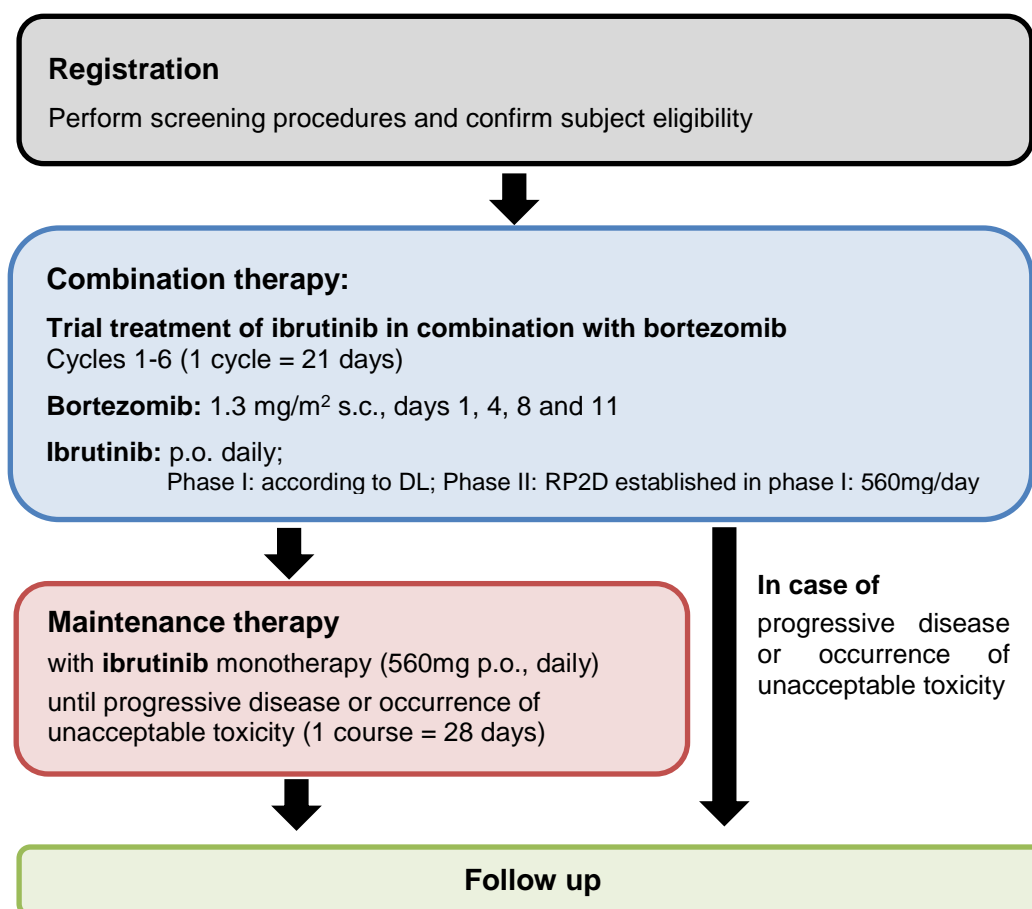 Registration
Perform screening procedures and confirm subject eligibility
Combination therapy:
Trial treatment of ibrutinib in combination with bortezomib
Cycles 1-6 (1 cycle = 21 days)
Bortezomib: 1.3 mg/m² s.c., days 1, 4, 8 and 11
Ibrutinib: p.o. daily;
Phase I: according to DL; Phase II: RP2D established in phase I: 560mg/day
Maintenance therapy
with ibrutinib monotherapy (560mg p.o., daily)
until progressive disease or occurrence of
unacceptable toxicity (1 course = 28 days)
In case of
progressive disease
or occurrence of
unacceptable toxicity
Follow up